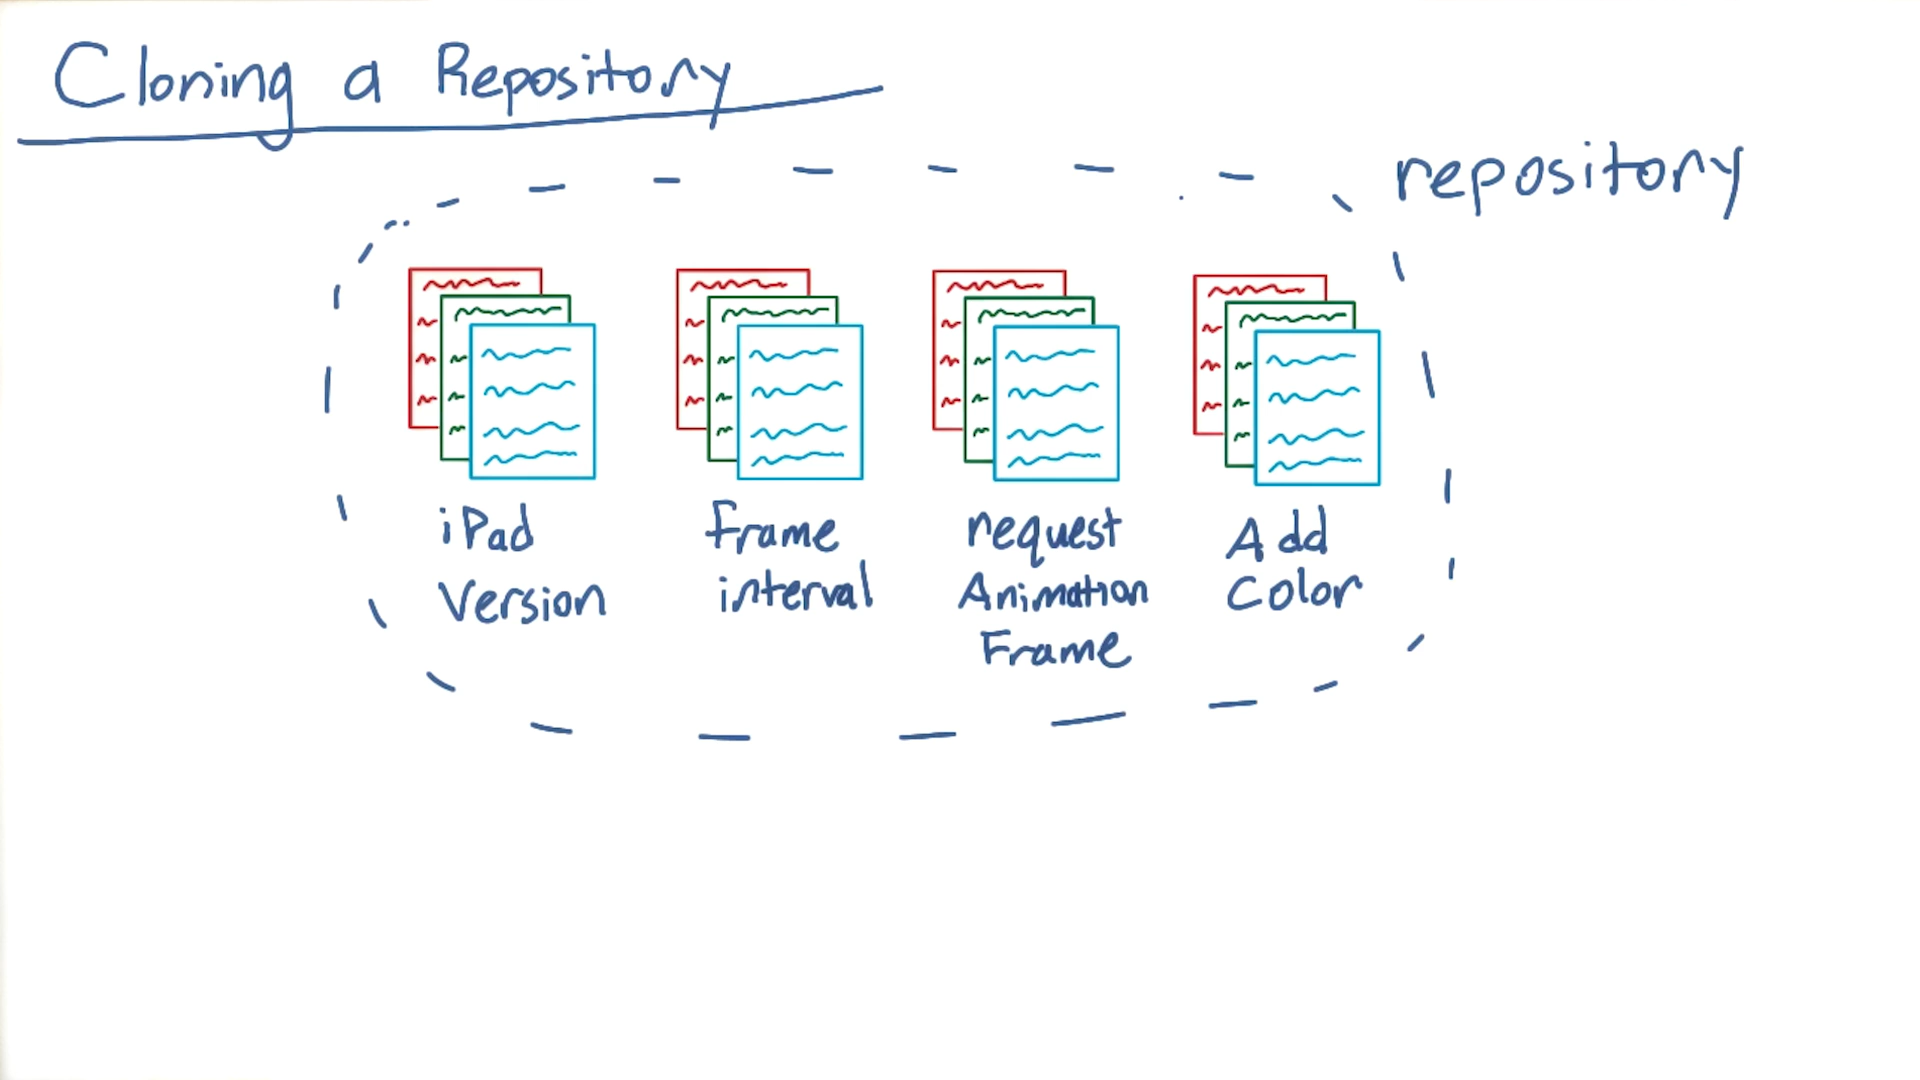 Cloning a Repository
repository
iPad
Version
Frame
interval
request
Animation
Frame
Add
Color